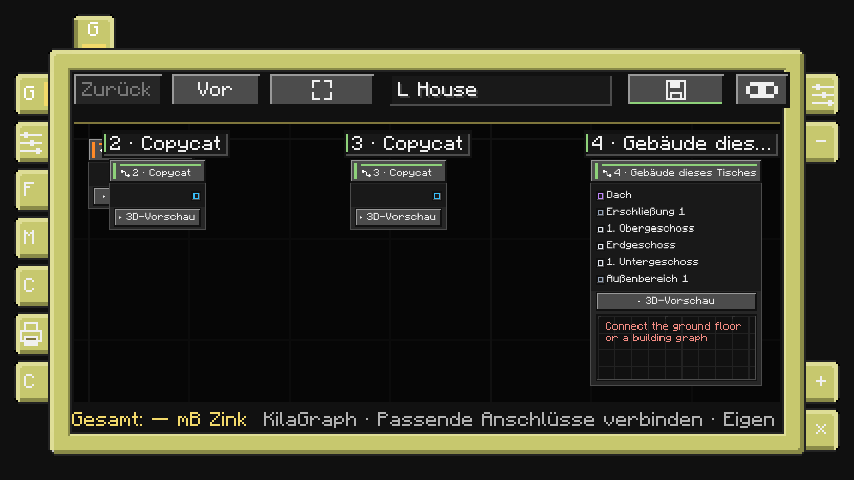 G
Zurück
Vor
L House
G
F
M
C
C
2 · Copycat
3 · Copycat
4 · Gebäude dies...
2 · Copycat
3 · Copycat
4 · Gebäude dieses Tisches
3D-Vorschau
3D-Vorschau
Dach
Erschließung 1
1. Obergeschoss
Erdgeschoss
1. Untergeschoss
Außenbereich 1
3D-Vorschau
Connect the ground floor
or a building graph
Gesamt: — mB Zink KilaGraph · Passende Anschlüsse verbinden · Eigen